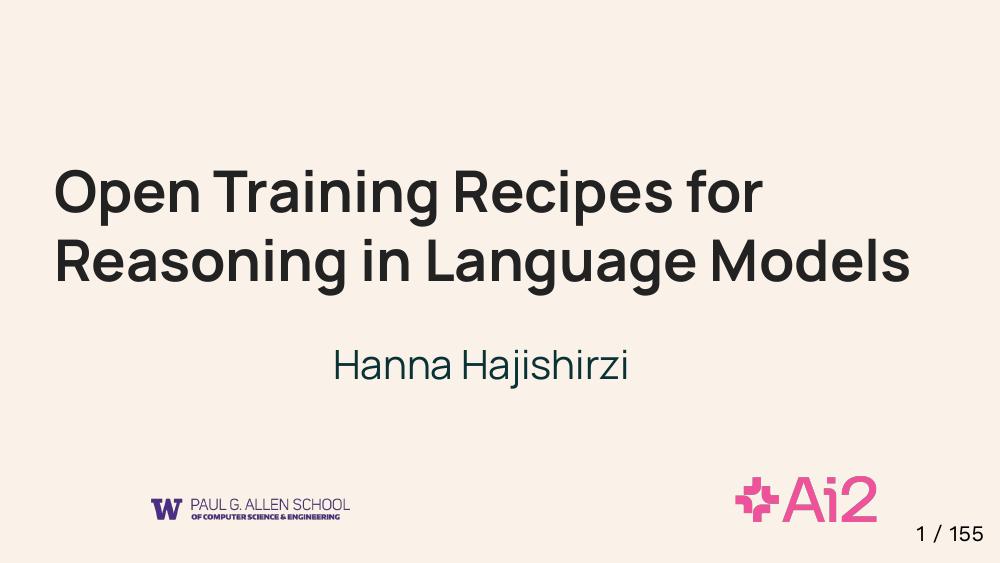 Open Training Recipes for
Reasoning in Language Models
Hanna Hajishirzi
W PAUL G. ALLEN SCHOOL
OF COMPUTER SCIENCE & ENGINEERING
Ai2
1 / 155